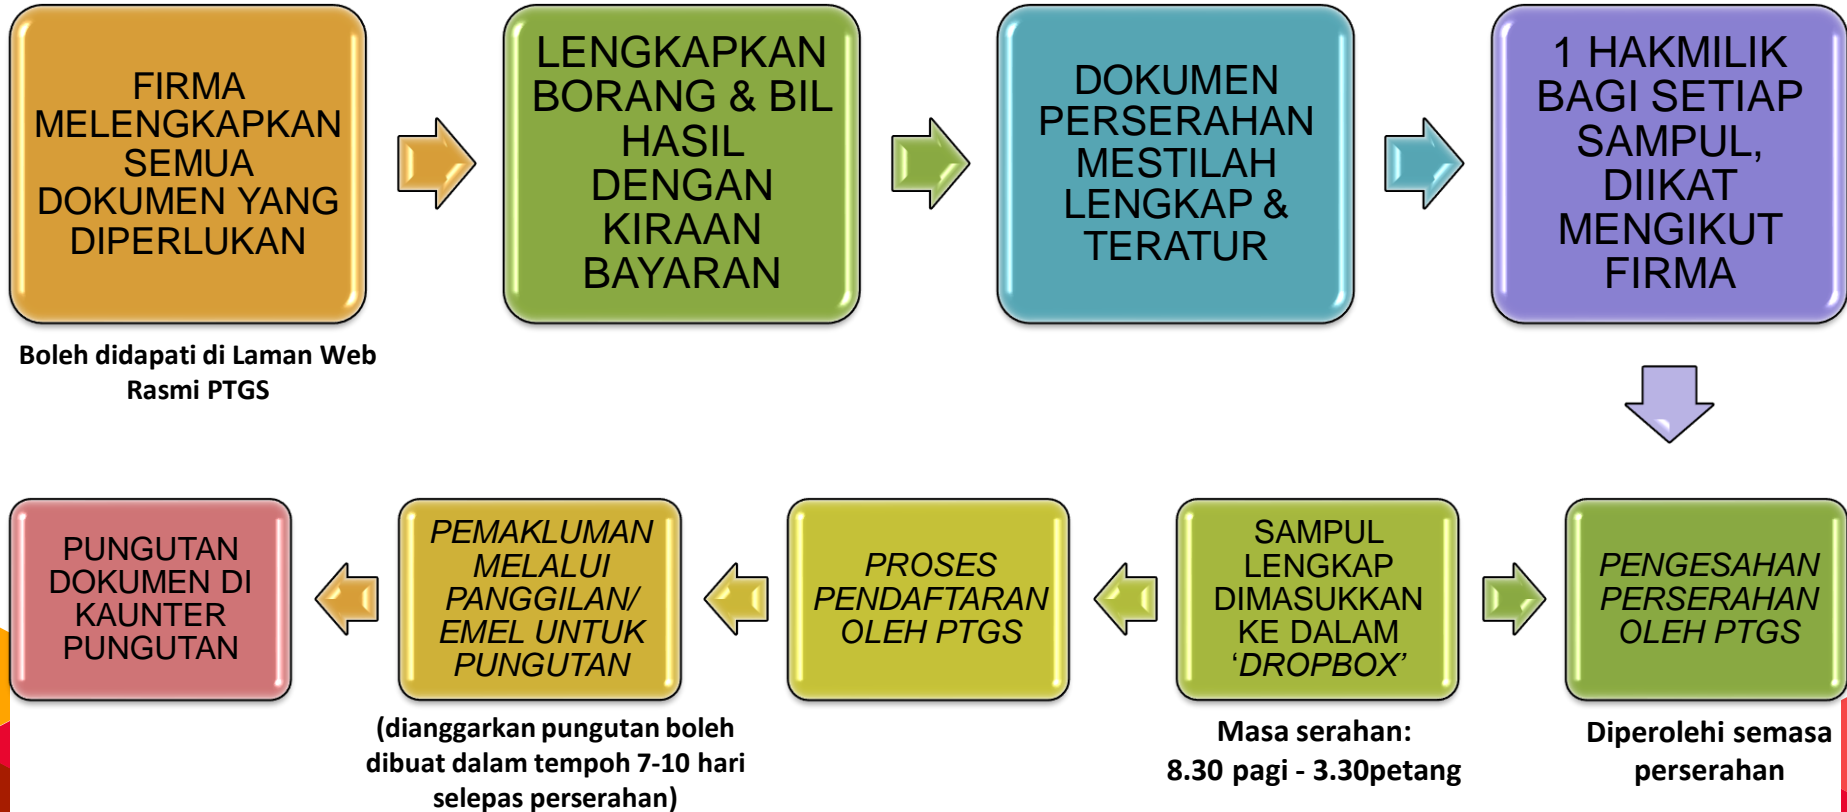 FIRMA
MELENGKAPKAN
SEMUA
DOKUMEN YANG
DIPERLUKAN
Boleh didapati di Laman Web
Rasmi PTGS
LENGKAPKAN
BORANG & BIL
HASIL
DENGAN
KIRAAN
BAYARAN
DOKUMEN
PERSERAHAN
MESTILAH
LENGKAP &
TERATUR
1 HAKMILIK
BAGI SETIAP
SAMPUL,
DIIKAT
MENGIKUT
FIRMA
PENGESAHAN
PERSERAHAN
OLEH PTGS
Diperolehi semasa
perserahan
SAMPUL
LENGKAP
DIMASUKKAN
KE DALAM
‘DROPBOX’
Masa serahan:
8.30 pagi - 3.30petang
PROSES
PENDAFTARAN
OLEH PTGS
PEMAKLUMAN
MELALUI
PANGGILAN/
EMEL UNTUK
PUNGUTAN
(dianggarkan pungutan boleh
dibuat dalam tempoh 7-10 hari
selepas perserahan)
PUNGUTAN
DOKUMEN DI
KAUNTER
PUNGUTAN